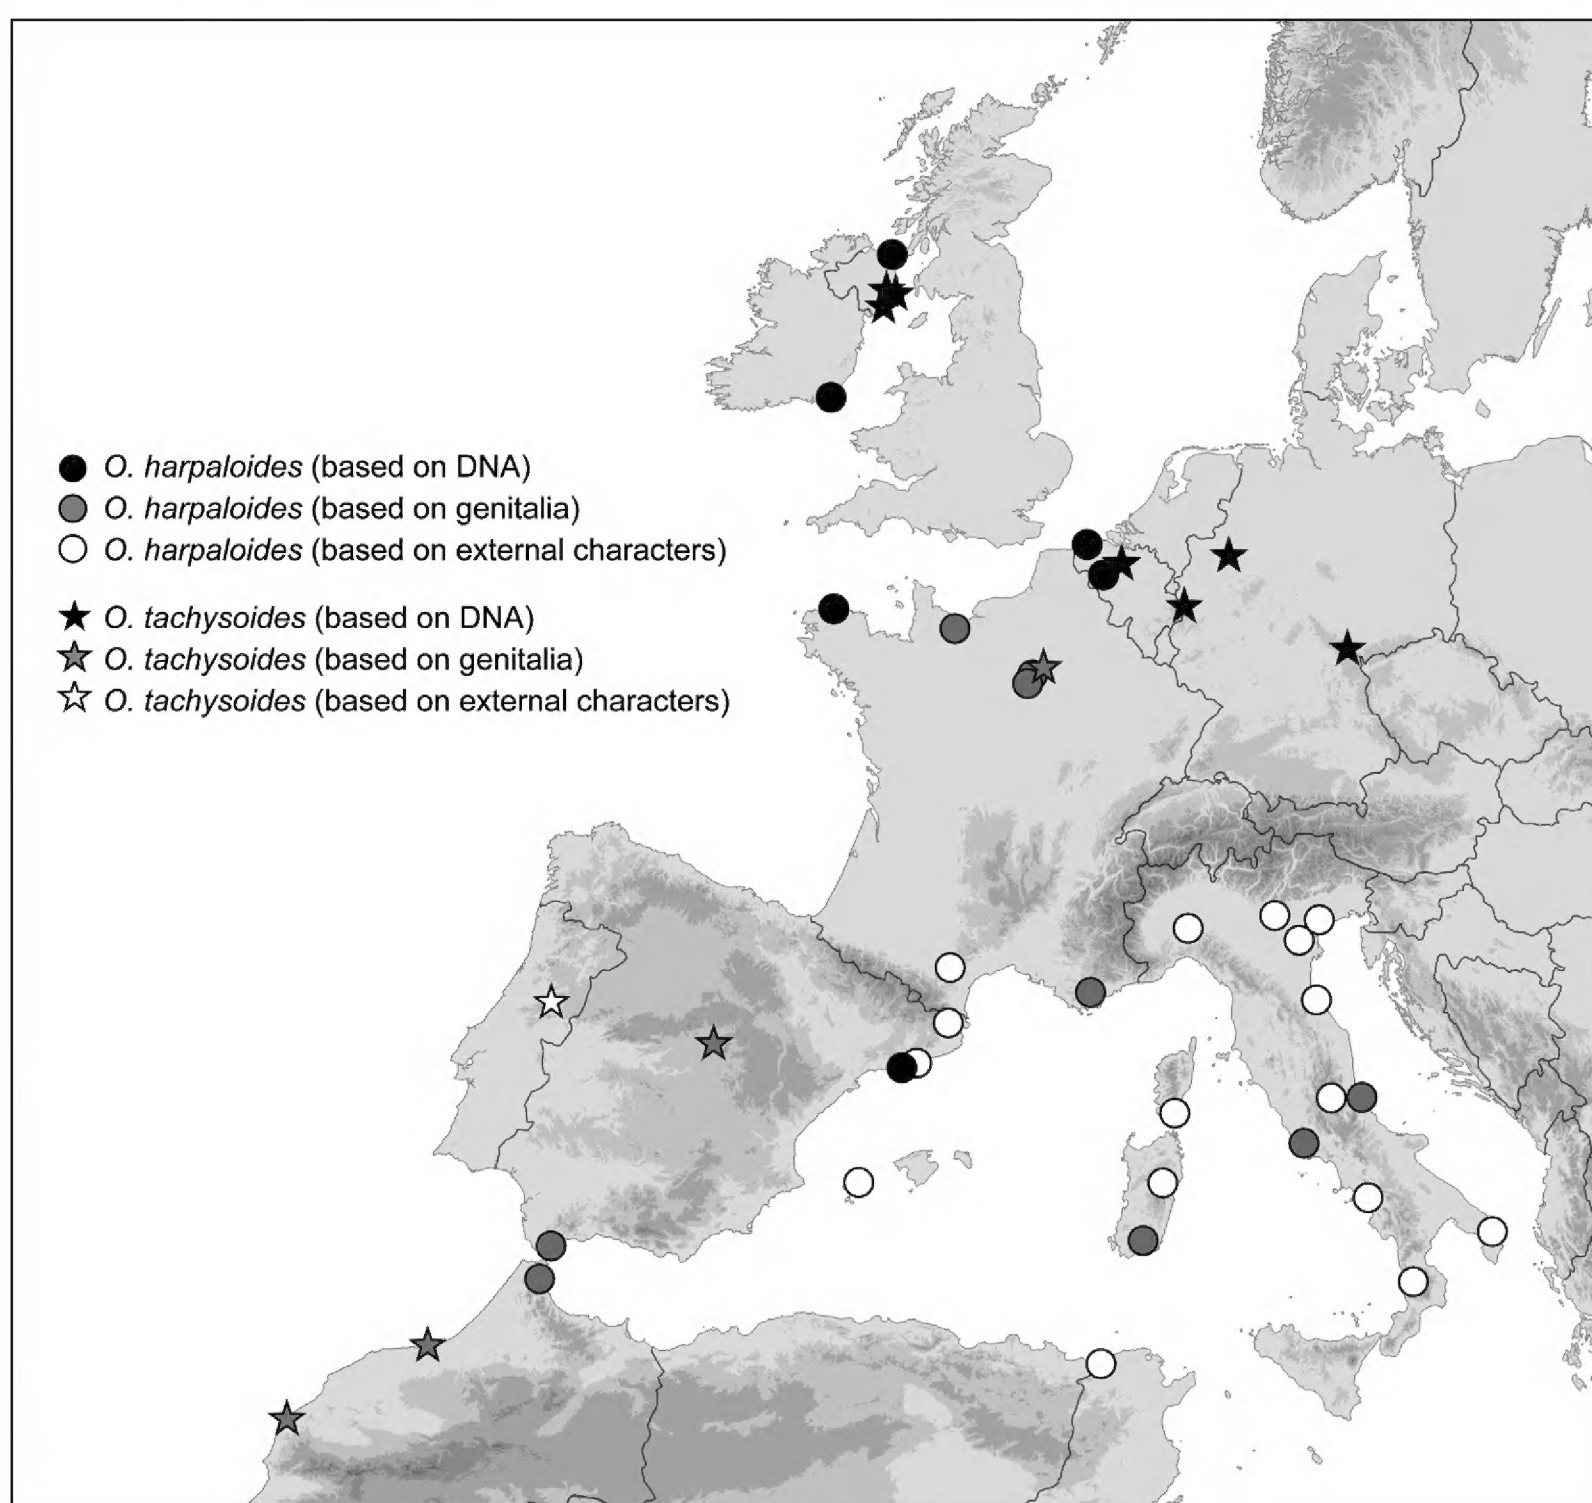 O. harpaloides (based on DNA)
O. harpaloides (based on genitalia)
O. harpaloides (based on external characters)
O. tachysoides (based on DNA)
O. tachysoides (based on genitalia)
O. tachysoides (based on external characters)